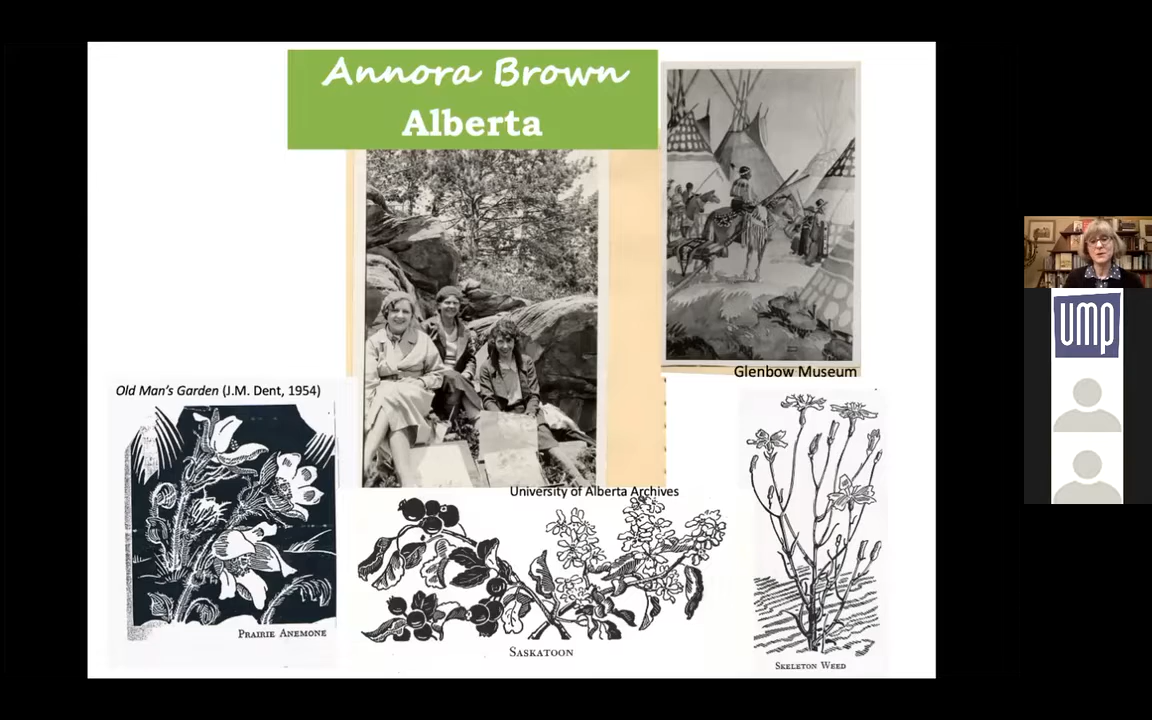 Annora Brown
Alberta
Glenbow Museum
Old Man's Garden (J.M. Dent, 1954)
University of Alberta Archives
Prairie Anemone
Saskatoon
Skeleton Weed
ump